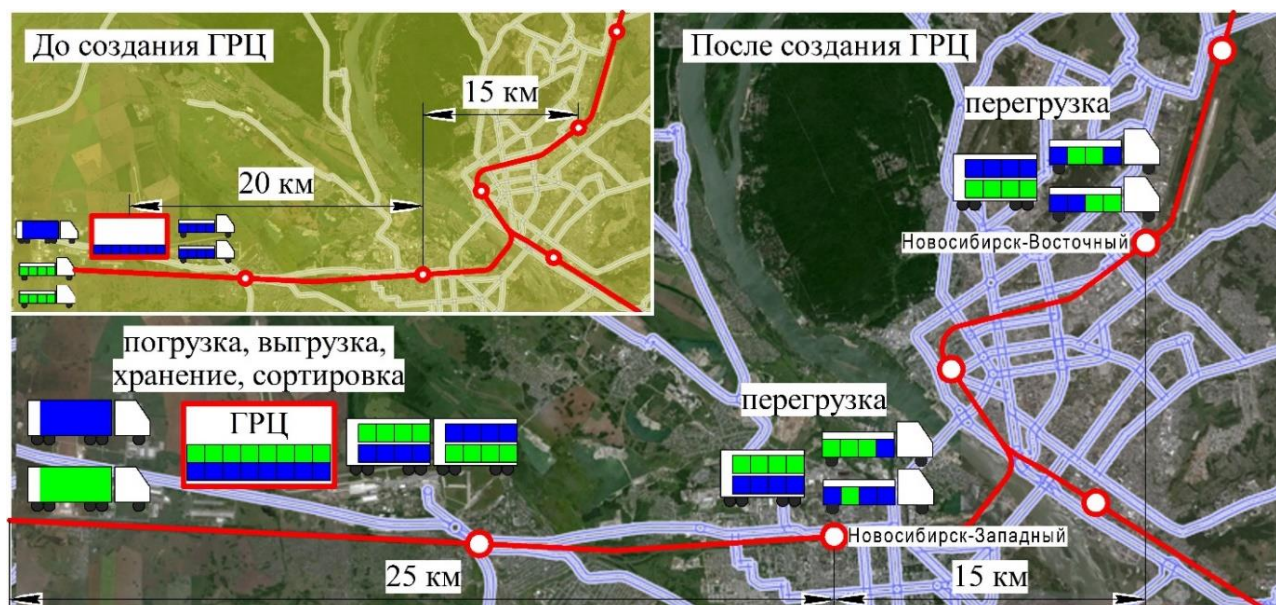 До создания ГРЦ
15 км
20 км
После создания ГРЦ
перегрузка
Новосибирск-Восточный
погрузка, выгрузка,
хранение, сортировка
ГРЦ
перегрузка
Новосибирск-Западный
25 км
15 км